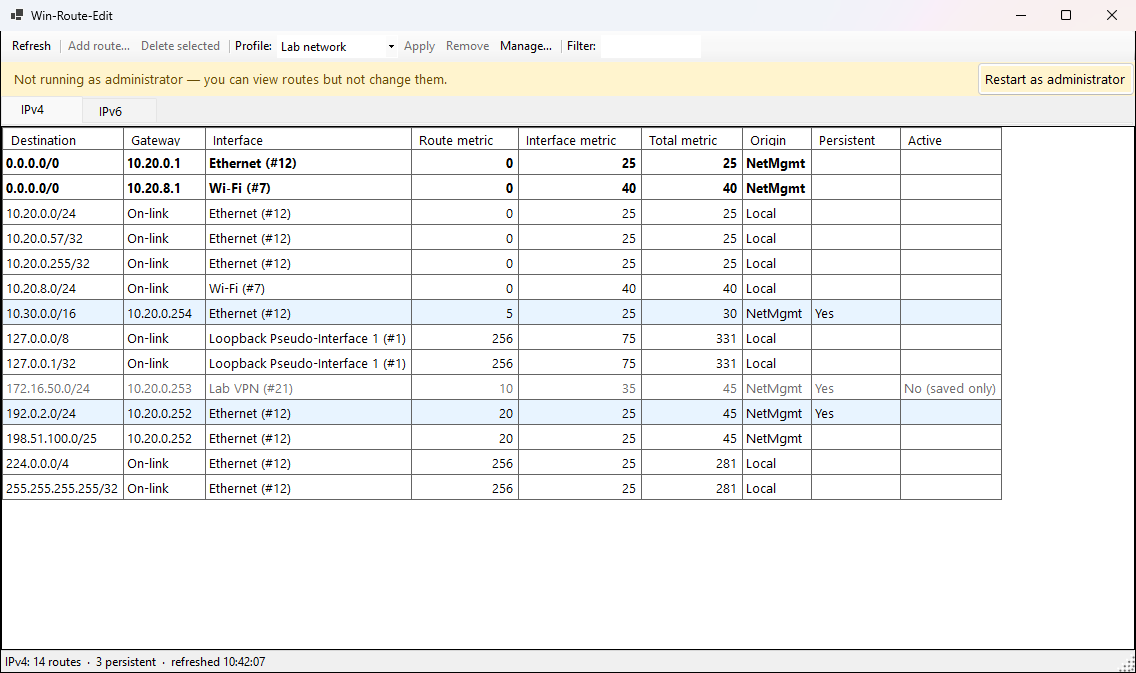 Win-Route-Edit
Refresh Add route... Delete selected Profile: Lab network Apply Remove Manage... Filter:
Not running as administrator — you can view routes but not change them. Restart as administrator
IPv4 IPv6
Destination Gateway Interface Route metric Interface metric Total metric Origin Persistent Active
0.0.0.0/0 10.20.0.1 Ethernet (#12) 0 25 25 NetMgmt
0.0.0.0/0 10.20.8.1 Wi-Fi (#7) 0 40 40 NetMgmt
10.20.0.0/24 On-link Ethernet (#12) 0 25 25 Local
10.20.0.57/32 On-link Ethernet (#12) 0 25 25 Local
10.20.0.255/32 On-link Ethernet (#12) 0 25 25 Local
10.20.8.0/24 On-link Wi-Fi (#7) 0 40 40 Local
10.30.0.0/16 10.20.0.254 Ethernet (#12) 5 25 30 NetMgmt Yes
127.0.0.0/8 On-link Loopback Pseudo-Interface 1 (#1) 256 75 331 Local
127.0.0.1/32 On-link Loopback Pseudo-Interface 1 (#1) 256 75 331 Local
172.16.50.0/24 10.20.0.253 Lab VPN (#21) 10 35 45 NetMgmt Yes No (saved only)
192.0.2.0/24 10.20.0.252 Ethernet (#12) 20 25 45 NetMgmt Yes
198.51.100.0/25 10.20.0.252 Ethernet (#12) 20 25 45 NetMgmt
224.0.0.0/4 On-link Ethernet (#12) 256 25 281 Local
255.255.255.255/32 On-link Ethernet (#12) 256 25 281 Local
IPv4: 14 routes · 3 persistent · refreshed 10:42:07